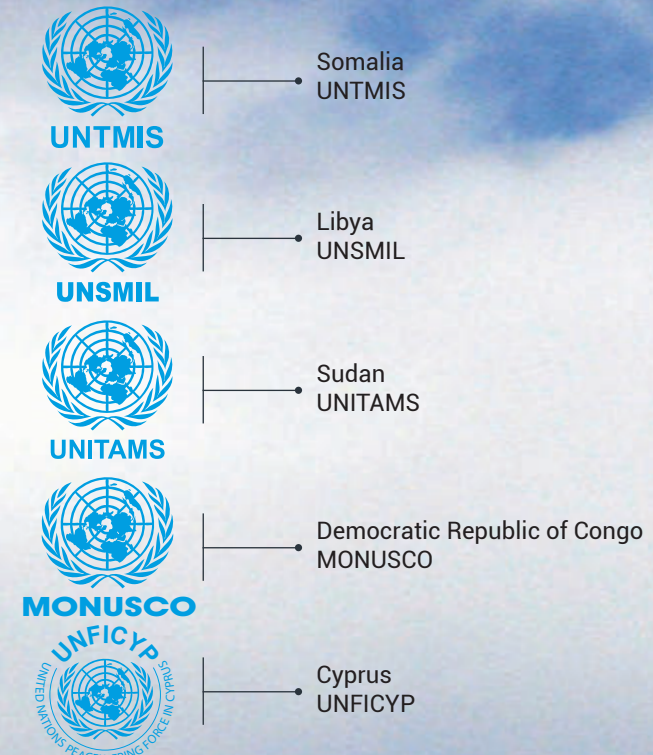 UNTMIS
Somalia
UNTMIS
UNSMIL
Libya
UNSMIL
UNITAMS
Sudan
UNITAMS
MONUSCO
Democratic Republic of Congo
MONUSCO
UNFICYP
UNITED NATIONS PEACEKEEPING FORCE IN CYPRUS
Cyprus
UNFICYP